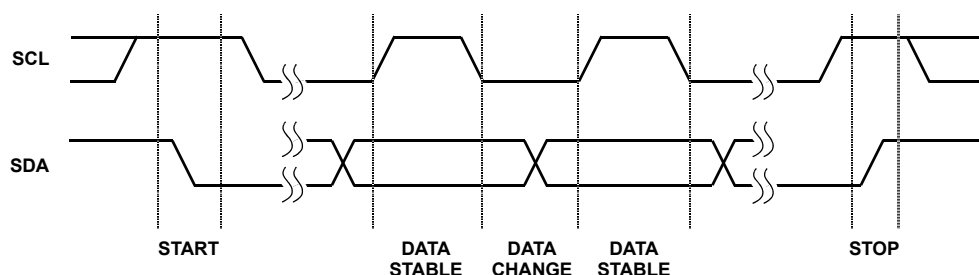 SCL
SDA
START
DATA
STABLE
DATA
CHANGE
DATA
STABLE
STOP